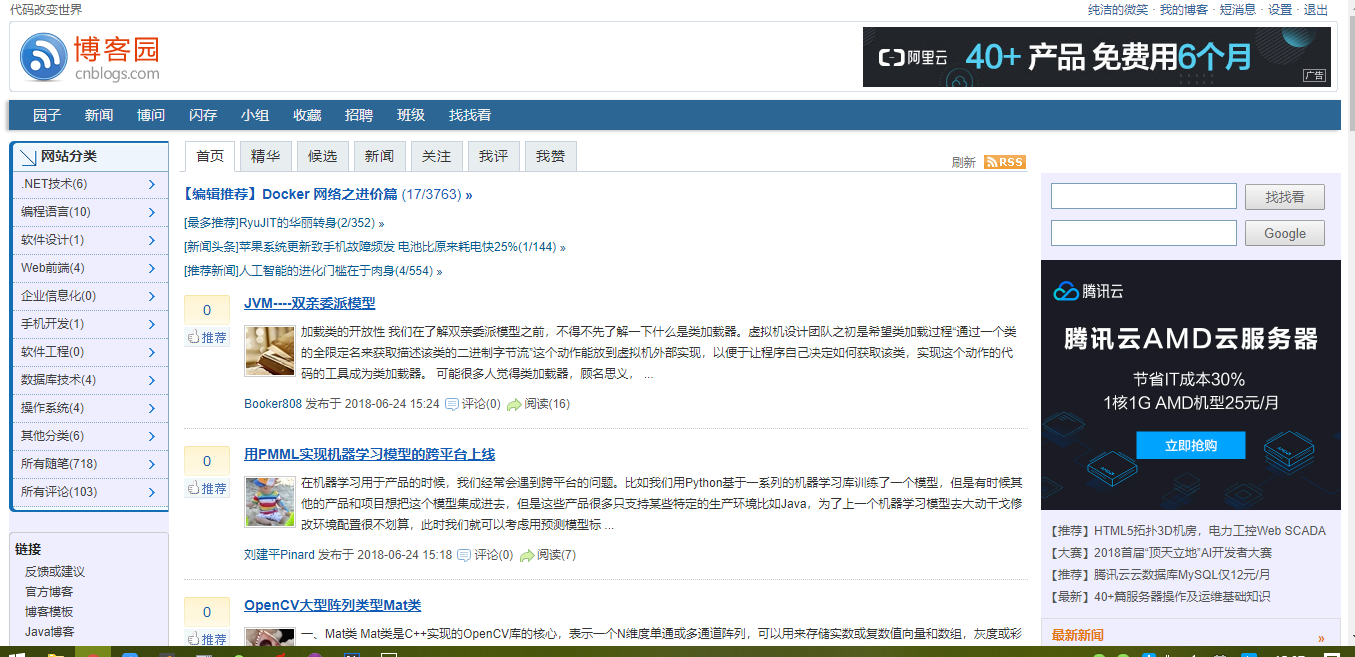 代码改变世界
纯洁的微笑 · 我的博客 · 短消息 · 设置 · 退出
博客园
cnblogs.com
阿里云 40+ 产品 免费用6个月
广告
园子 新闻 博问 闪存 小组 收藏 招聘 班级 找找看
网站分类
.NET技术(6)
编程语言(10)
软件设计(1)
Web前端(4)
企业信息化(0)
手机开发(1)
软件工程(0)
数据库技术(4)
操作系统(4)
其他分类(6)
所有随笔(718)
所有评论(103)
链接
反馈或建议
官方博客
博客模板
Java博客
首页 精华 候选 新闻 关注 我评 我赞
刷新 RSS
【编辑推荐】Docker 网络之进价篇 (17/3763) »
[最多推荐]RyuJIT的华丽转身(2/352) »
[新闻头条]苹果系统更新致手机故障频发 电池比原来耗电快25%(1/144) »
[推荐新闻]人工智能的进化门槛在于肉身(4/554) »
0
推荐
JVM----双亲委派模型
加载类的开放性 我们在了解双亲委派模型之前，不得不先了解一下什么是类加载器。虚拟机设计团队之初是希望类加载过程“通过一个类
的全限定名来获取描述该类的二进制字节流”这个动作能放到虚拟机外部实现，以便于让程序自己决定如何获取该类，实现这个动作的代
码的工具成为类加载器。 可能很多人觉得类加载器，顾名思义， ...
Booker808 发布于 2018-06-24 15:24 评论(0) 阅读(16)
0
推荐
用PMML实现机器学习模型的跨平台上线
在机器学习用于产品的时候，我们经常会遇到跨平台的问题。比如我们用Python基于一系列的机器学习库训练了一个模型，但是有时候其
他的产品和项目想把这个模型集成进去，但是这些产品很多只支持某些特定的生产环境比如Java，为了上一个机器学习模型去大动干戈修
改环境配置很不划算，此时我们就可以考虑用预测模型标 ...
刘建平Pinard 发布于 2018-06-24 15:18 评论(0) 阅读(7)
0
推荐
OpenCV大型阵列类型Mat类
一、Mat类 Mat类是C++实现的OpenCV库的核心，表示一个N维度单通或多通道阵列，可以用来存储实数或复数值向量和数组，灰度或彩
找找看
Google
腾讯云
腾讯云AMD云服务器
节省IT成本30%
1核1G AMD机型25元/月
立即抢购
【推荐】HTML5拓扑3D机房，电力工控Web SCADA
【大赛】2018首届“顶天立地”AI开发者大赛
【推荐】腾讯云云数据库MySQL仅12元/月
【最新】40+篇服务器操作及运维基础知识
最新新闻 »